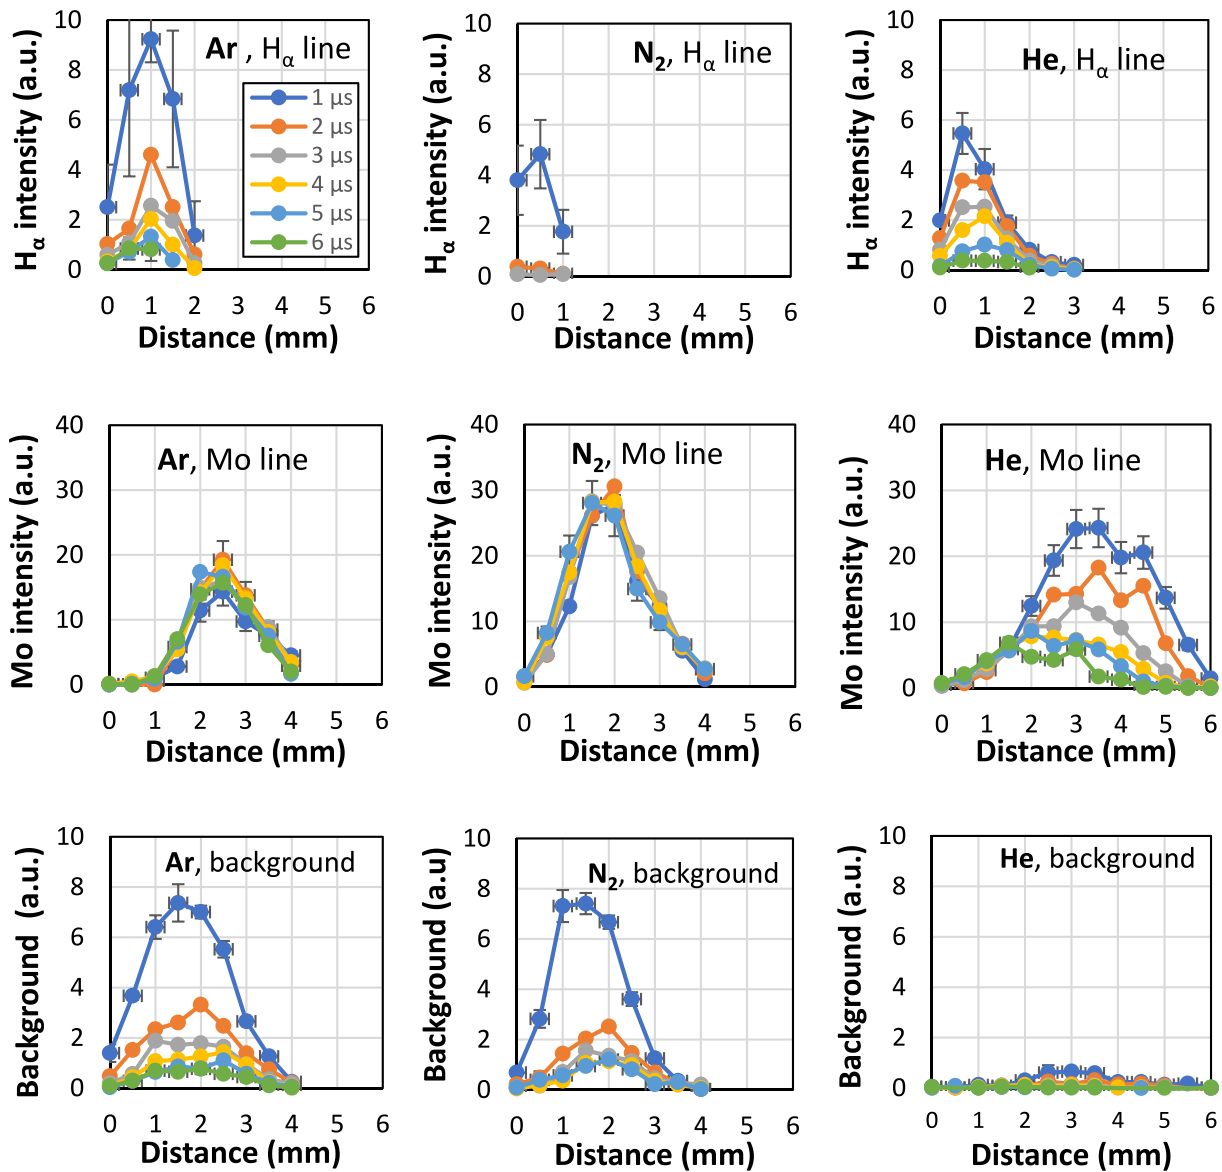 Ar , Hα line
Hα intensity (a.u.)
10
8
6
4
2
0
1 µs
2 µs
3 µs
4 µs
5 µs
6 µs
0 1 2 3 4 5 6
Distance (mm)
N2, Hα line
Hα intensity (a.u.)
10
8
6
4
2
0
0 1 2 3 4 5 6
Distance (mm)
He, Hα line
Hα intensity (a.u.)
10
8
6
4
2
0
0 1 2 3 4 5 6
Distance (mm)
Ar, Mo line
Mo intensity (a.u.)
40
30
20
10
0
0 1 2 3 4 5 6
Distance (mm)
N2, Mo line
Mo intensity (a.u.)
40
30
20
10
0
0 1 2 3 4 5 6
Distance (mm)
He, Mo line
Mo intensity (a.u.)
40
30
20
10
0
0 1 2 3 4 5 6
Distance (mm)
Ar, background
Background (a.u.)
10
8
6
4
2
0
0 1 2 3 4 5 6
Distance (mm)
N2, background
Background (a.u.)
10
8
6
4
2
0
0 1 2 3 4 5 6
Distance (mm)
He, background
Background (a.u.)
10
8
6
4
2
0
0 1 2 3 4 5 6
Distance (mm)